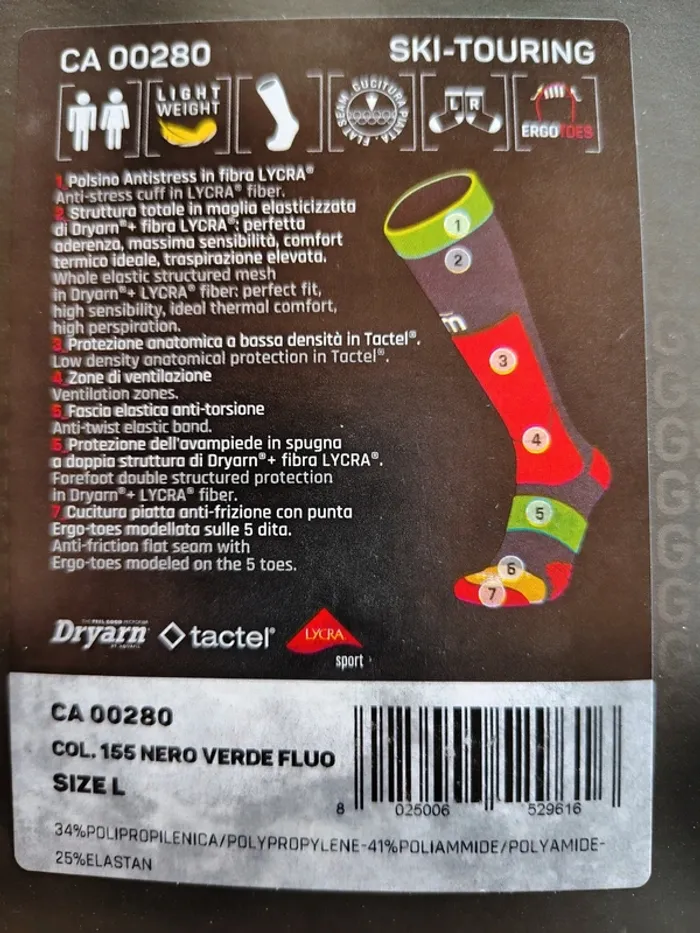 CA 00280
SKI-TOURING
LIGHT
WEIGHT
CUCITURA PIATTA
FLAT SEAM
L R
ERGOTOES
1 Polsino Antistress in fibra LYCRA®
Anti-stress cuff in LYCRA® fiber.
2 Struttura totale in maglia elasticizzata
di Dryarn®+ fibra LYCRA®: perfetta
aderenza, massima sensibilità, comfort
termico ideale, traspirazione elevata.
Whole elastic structured mesh
in Dryarn®+ LYCRA® fiber: perfect fit,
high sensibility, ideal thermal comfort,
high perspiration.
3 Protezione anatomica a bassa densità in Tactel®.
Low density anatomical protection in Tactel®.
4 Zone di ventilazione
Ventilation zones.
5 Fascia elastica anti-torsione
Anti-twist elastic band.
6 Protezione dell'avampiede in spugna
a doppia struttura di Dryarn®+ fibra LYCRA®.
Forefoot double structured protection
in Dryarn®+ LYCRA® fiber.
7 Cucitura piatta anti-frizione con punta
Ergo-toes modellata sulle 5 dita.
Anti-friction flat seam with
Ergo-toes modeled on the 5 toes.
1
2
3
4
5
6
7
Dryarn®
tactel®
LYCRA
sport
CA 00280
COL. 155 NERO VERDE FLUO
SIZE L
8 025006 529616
34%POLIPROPILENICA/POLYPROPYLENE-41%POLIAMMIDE/POLYAMIDE-
25%ELASTAN